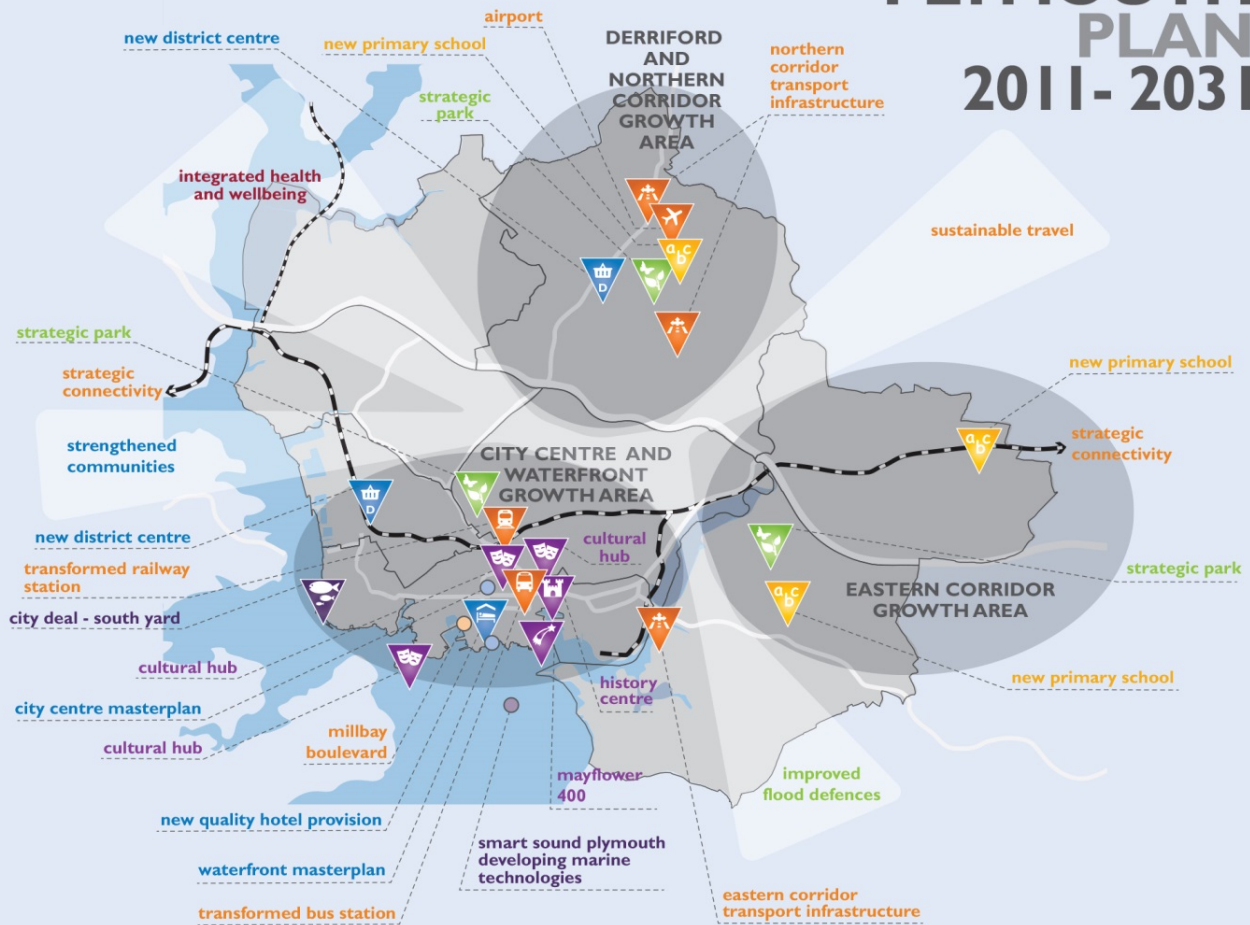 PLAN
2011- 2031
airport
new district centre
new primary school
DERRIFORD
AND
NORTHERN
CORRIDOR
GROWTH
AREA
northern
corridor
transport
infrastructure
strategic
park
integrated health
and wellbeing
sustainable travel
a b c
D
strategic park
strategic
connectivity
new primary school
a b c
strategic
connectivity
strengthened
communities
CITY CENTRE AND
WATERFRONT
GROWTH AREA
D
new district centre
cultural
hub
transformed railway
station
strategic park
a b c
EASTERN CORRIDOR
GROWTH AREA
city deal - south yard
cultural hub
history
centre
new primary school
city centre masterplan
cultural hub
millbay
boulevard
mayflower
400
improved
flood defences
new quality hotel provision
smart sound plymouth
developing marine
technologies
waterfront masterplan
transformed bus station
eastern corridor
transport infrastructure